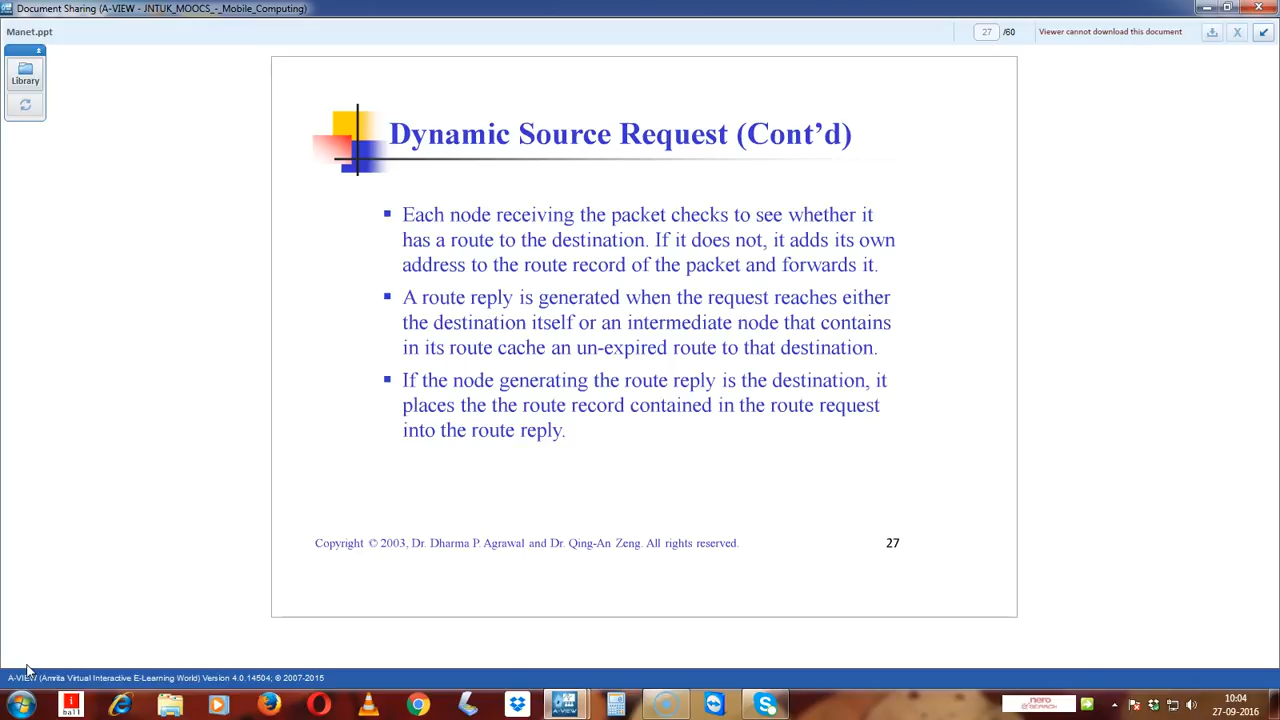 Document Sharing (A-VIEW - JNTUK_MOOCS_-_Mobile_Computing)
Manet.ppt
27 /60
Viewer cannot download this document
Library
Dynamic Source Request (Cont’d)
Each node receiving the packet checks to see whether it
has a route to the destination. If it does not, it adds its own
address to the route record of the packet and forwards it.
A route reply is generated when the request reaches either
the destination itself or an intermediate node that contains
in its route cache an un-expired route to that destination.
If the node generating the route reply is the destination, it
places the the route record contained in the route request
into the route reply.
Copyright © 2003, Dr. Dharma P. Agrawal and Dr. Qing-An Zeng. All rights reserved.
27
A-VIEW (Amrita Virtual Interactive E-Learning World) Version 4.0.14504; © 2007-2015
i
ball
A-VIEW
nero
SEARCH
10:04
27-09-2016